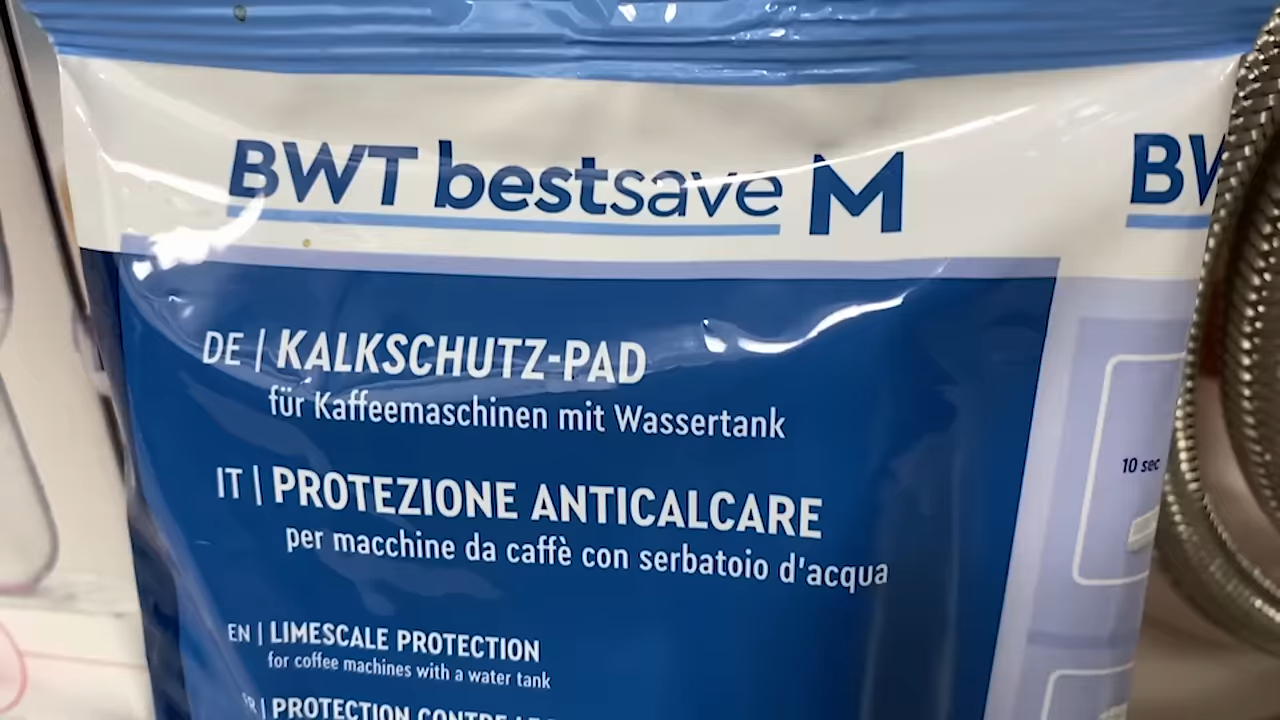 BWT bestsave M
DE | KALKSCHUTZ-PAD
für Kaffeemaschinen mit Wassertank
IT | PROTEZIONE ANTICALCARE
per macchine da caffè con serbatoio d'acqua
EN | LIMESCALE PROTECTION
for coffee machines with a water tank
FR | PROTECTION CONTRE
10 sec